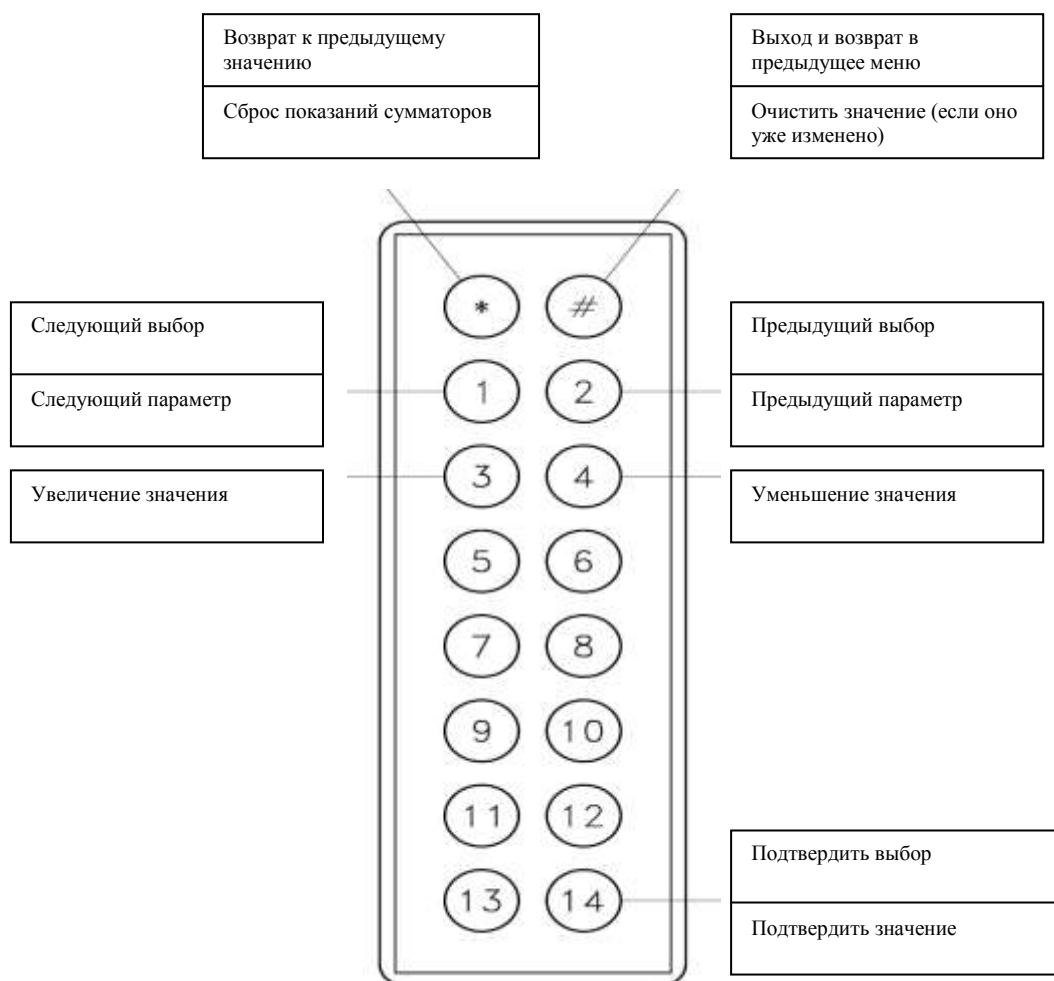 Возврат к предыдущему
значению
Сброс показаний сумматоров
Выход и возврат в
предыдущее меню
Очистить значение (если оно
уже изменено)
* #
Следующий выбор
Следующий параметр
1 2
Предыдущий выбор
Предыдущий параметр
Увеличение значения
3 4
Уменьшение значения
5 6
7 8
9 10
11 12
13 14
Подтвердить выбор
Подтвердить значение